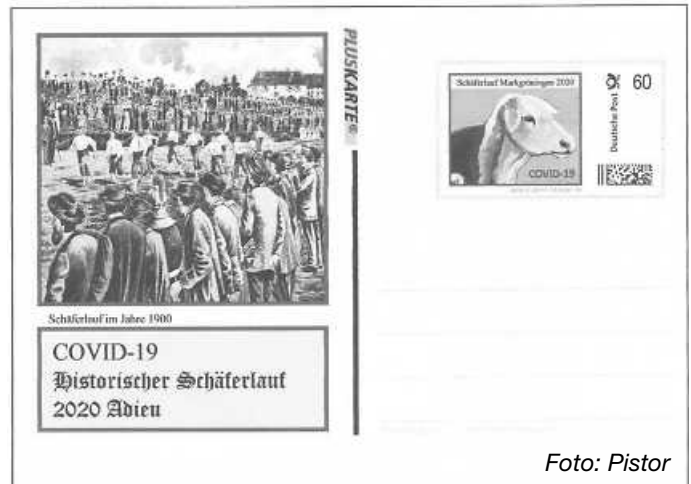 PLUSKARTE
Schäferlauf Markgröningen 2020
COVID-19
Deutsche Post
60
Schäferlauf im Jahre 1900
COVID-19
Historischer Schäferlauf
2020 Adieu
Foto: Pistor